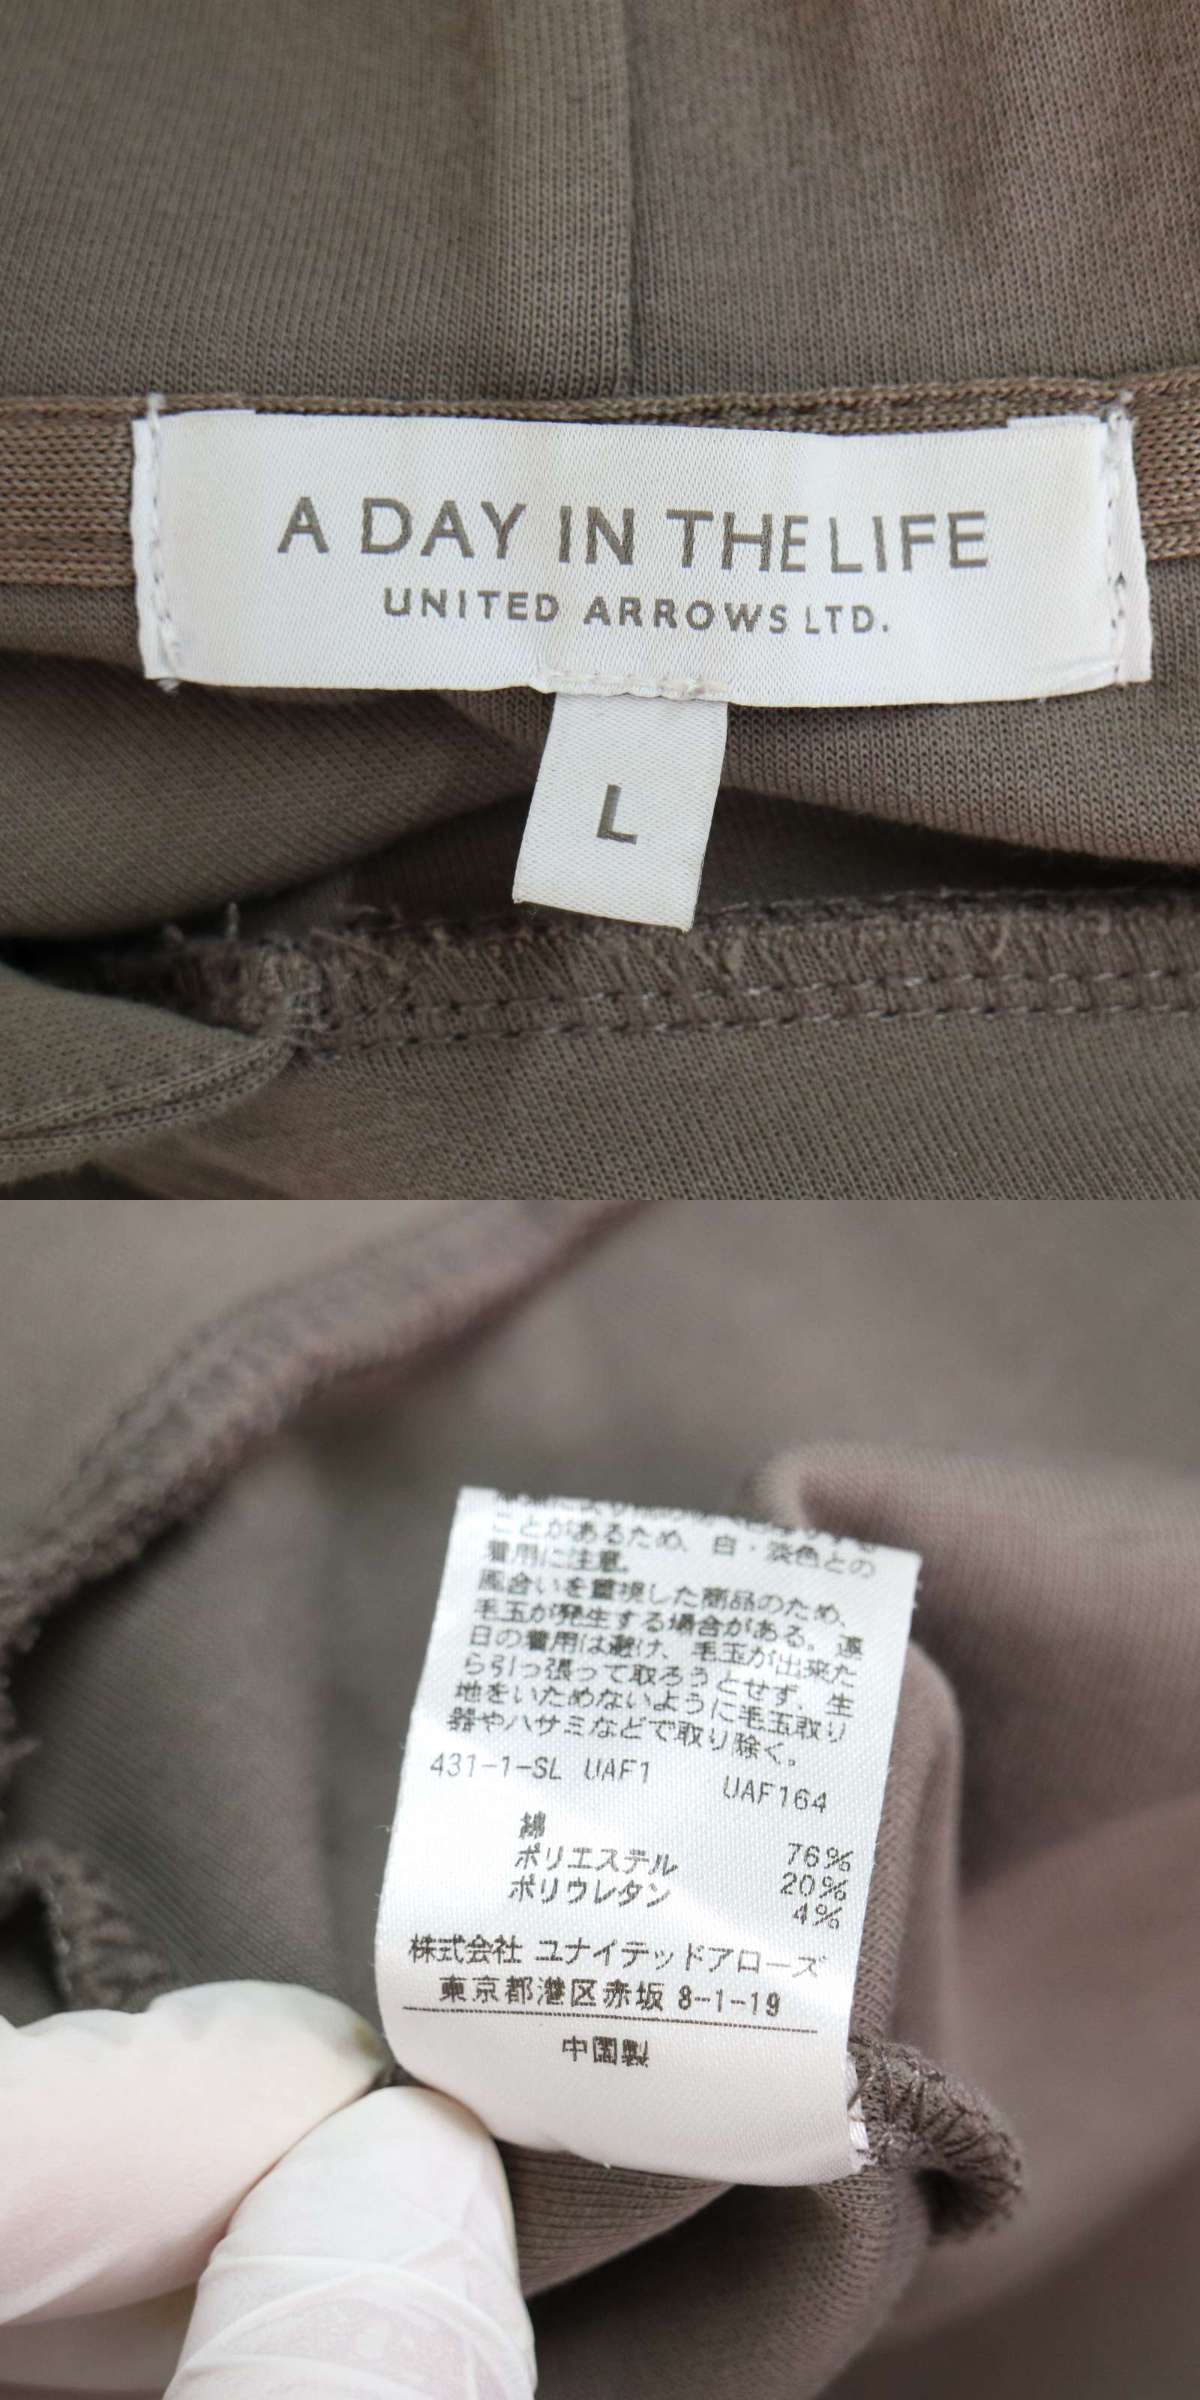 A DAY IN THE LIFE
UNITED ARROWS LTD.
L
ことがあるため、白・淡色との
着用に注意。
風合いを重視した商品のため、
毛玉が発生する場合がある。連
日の着用は避け、毛玉が出来た
ら引っ張って取ろうとせず、生
地をいためないように毛玉取り
器やハサミなどで取り除く。
431-1-SL UAF1 UAF164
綿 76%
ポリエステル 20%
ポリウレタン 4%
株式会社 ユナイテッドアローズ
東京都港区赤坂 8-1-19
中国製